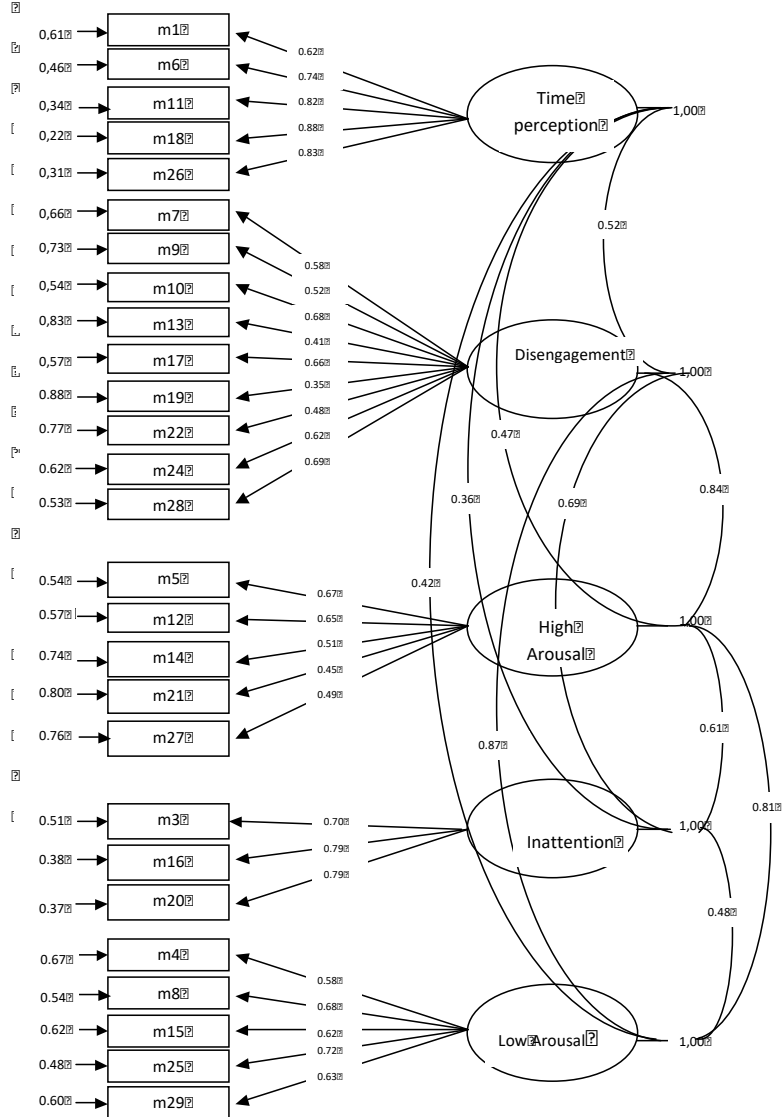 0,61 m1 0.62
0,46 m6 0.74
0,34 m11 0.82
0,22 m18 0.88
0,31 m26 0.83
Time
perception
1,00
0.52
0,66 m7 0.58
0,73 m9 0.52
0,54 m10 0.68
0,83 m13 0.41
0,57 m17 0.66
0.88 m19 0.35
0.77 m22 0.48
0.62 m24 0.62
0.53 m28 0.69
Disengagement
1,00
0.47
0.36
0.69
0.84
0.42
0.54 m5 0.67
0.57 m12 0.65
0.74 m14 0.51
0.80 m21 0.45
0.76 m27 0.49
High
Arousal
1,00
0.87
0.61
0.81
0.51 m3 0.70
0.38 m16 0.79
0.37 m20 0.79
Inattention
1,00
0.48
0.67 m4 0.58
0.54 m8 0.68
0.62 m15 0.62
0.48 m25 0.72
0.60 m29 0.63
Low Arousal
1,00